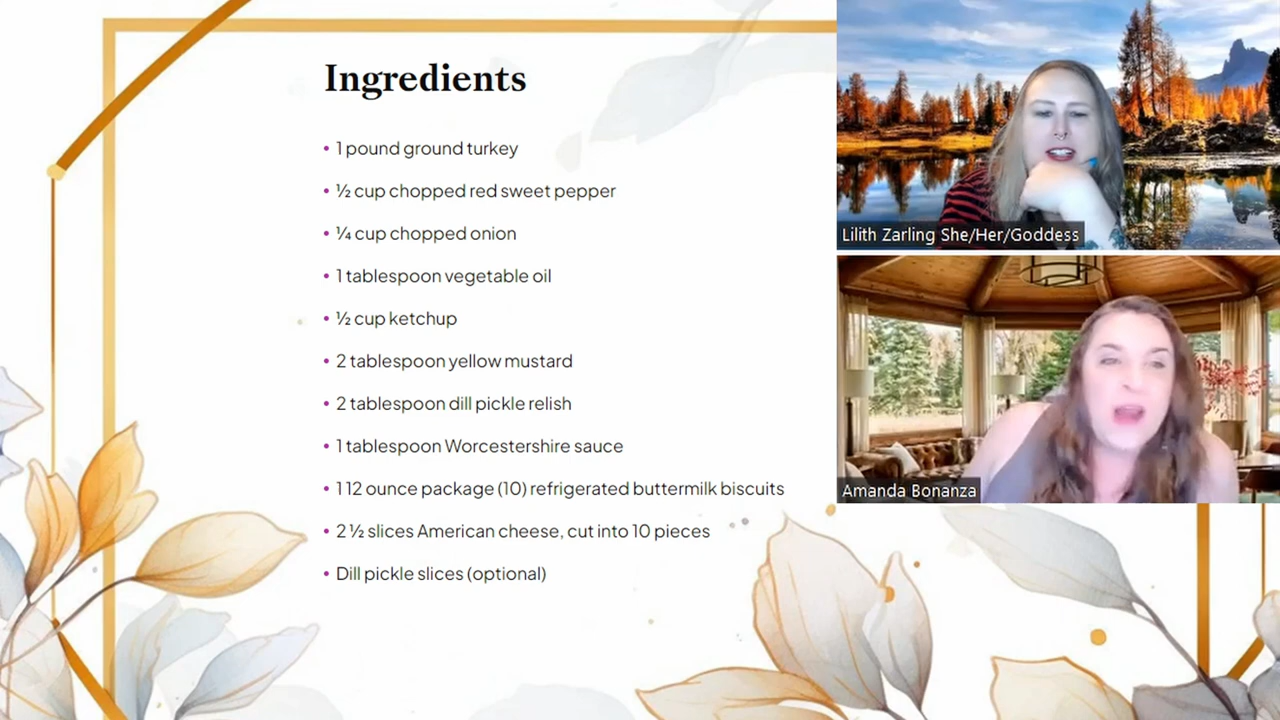 Ingredients
• 1 pound ground turkey
• ½ cup chopped red sweet pepper
• ¼ cup chopped onion
• 1 tablespoon vegetable oil
• ½ cup ketchup
• 2 tablespoon yellow mustard
• 2 tablespoon dill pickle relish
• 1 tablespoon Worcestershire sauce
• 1 12 ounce package (10) refrigerated buttermilk biscuits
• 2 ½ slices American cheese, cut into 10 pieces
• Dill pickle slices (optional)
Lilith Zarling She/Her/Goddess
Amanda Bonanza